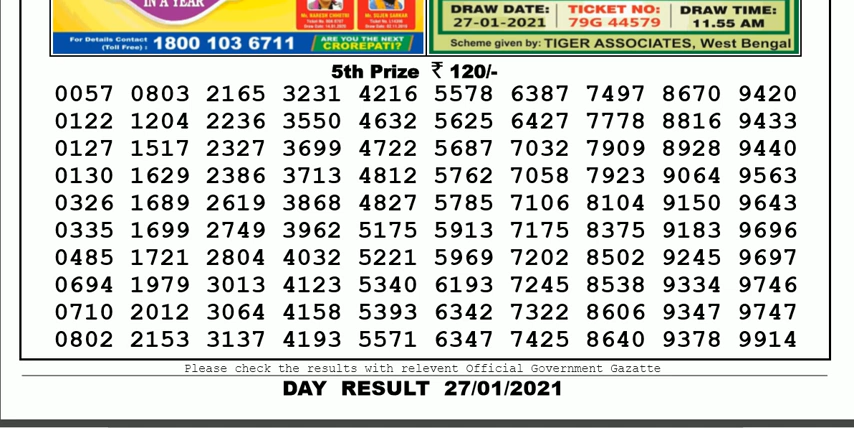 IN A YEAR
Mr. BARESH CHHETRI
Mr. SUJEN SARKAR
For Details Contact
(Toll Free) : 1800 103 6711
ARE YOU THE NEXT
CROREPATI?
DRAW DATE: TICKET NO: DRAW TIME:
27-01-2021 79G 44579 11.55 AM
Scheme given by: TIGER ASSOCIATES, West Bengal
5th Prize ₹ 120/-
0057 0803 2165 3231 4216 5578 6387 7497 8670 9420
0122 1204 2236 3550 4632 5625 6427 7778 8816 9433
0127 1517 2327 3699 4722 5687 7032 7909 8928 9440
0130 1629 2386 3713 4812 5762 7058 7923 9064 9563
0326 1689 2619 3868 4827 5785 7106 8104 9150 9643
0335 1699 2749 3962 5175 5913 7175 8375 9183 9696
0485 1721 2804 4032 5221 5969 7202 8502 9245 9697
0694 1979 3013 4123 5340 6193 7245 8538 9334 9746
0710 2012 3064 4158 5393 6342 7322 8606 9347 9747
0802 2153 3137 4193 5571 6347 7425 8640 9378 9914
Please check the results with relevent Official Government Gazatte
DAY RESULT 27/01/2021